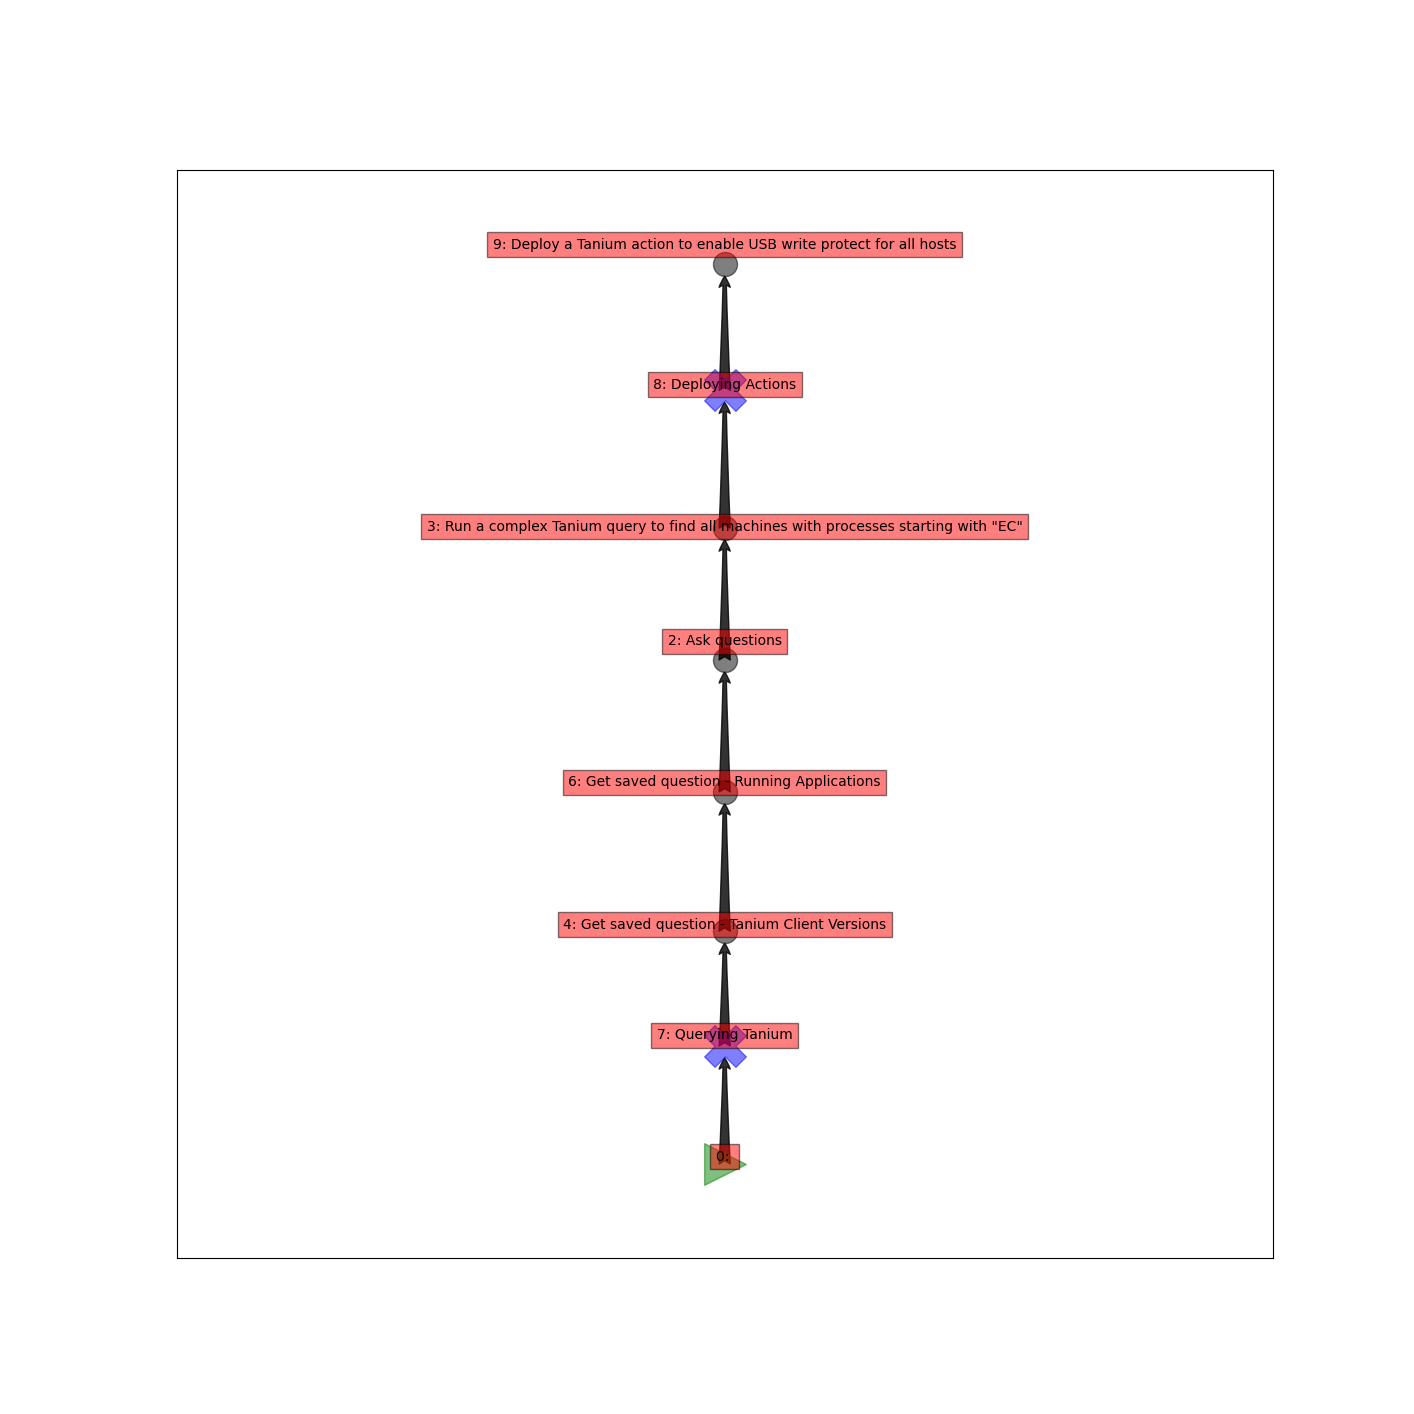 9: Deploy a Tanium action to enable USB write protect for all hosts
8: Deploying Actions
3: Run a complex Tanium query to find all machines with processes starting with "EC"
2: Ask questions
6: Get saved question - Running Applications
4: Get saved question - Tanium Client Versions
7: Querying Tanium
0: